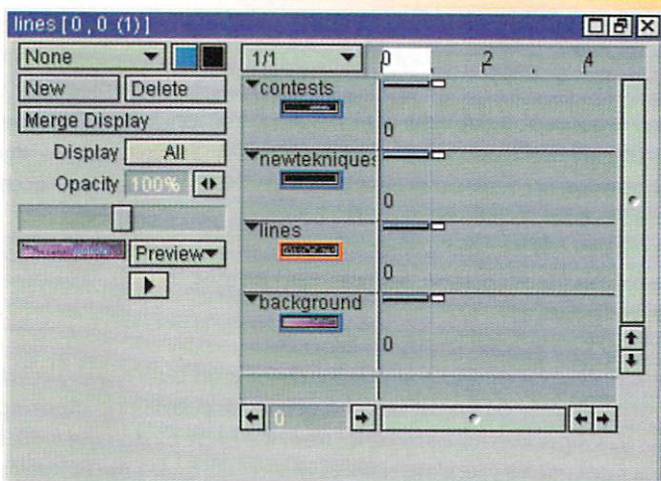 lines [ 0 , 0 (1) ]
None
1/1
0 2 4
New Delete
Merge Display
Display All
Opacity 100%
Preview
contests
0
newtekniques
0
lines
0
background
0
0